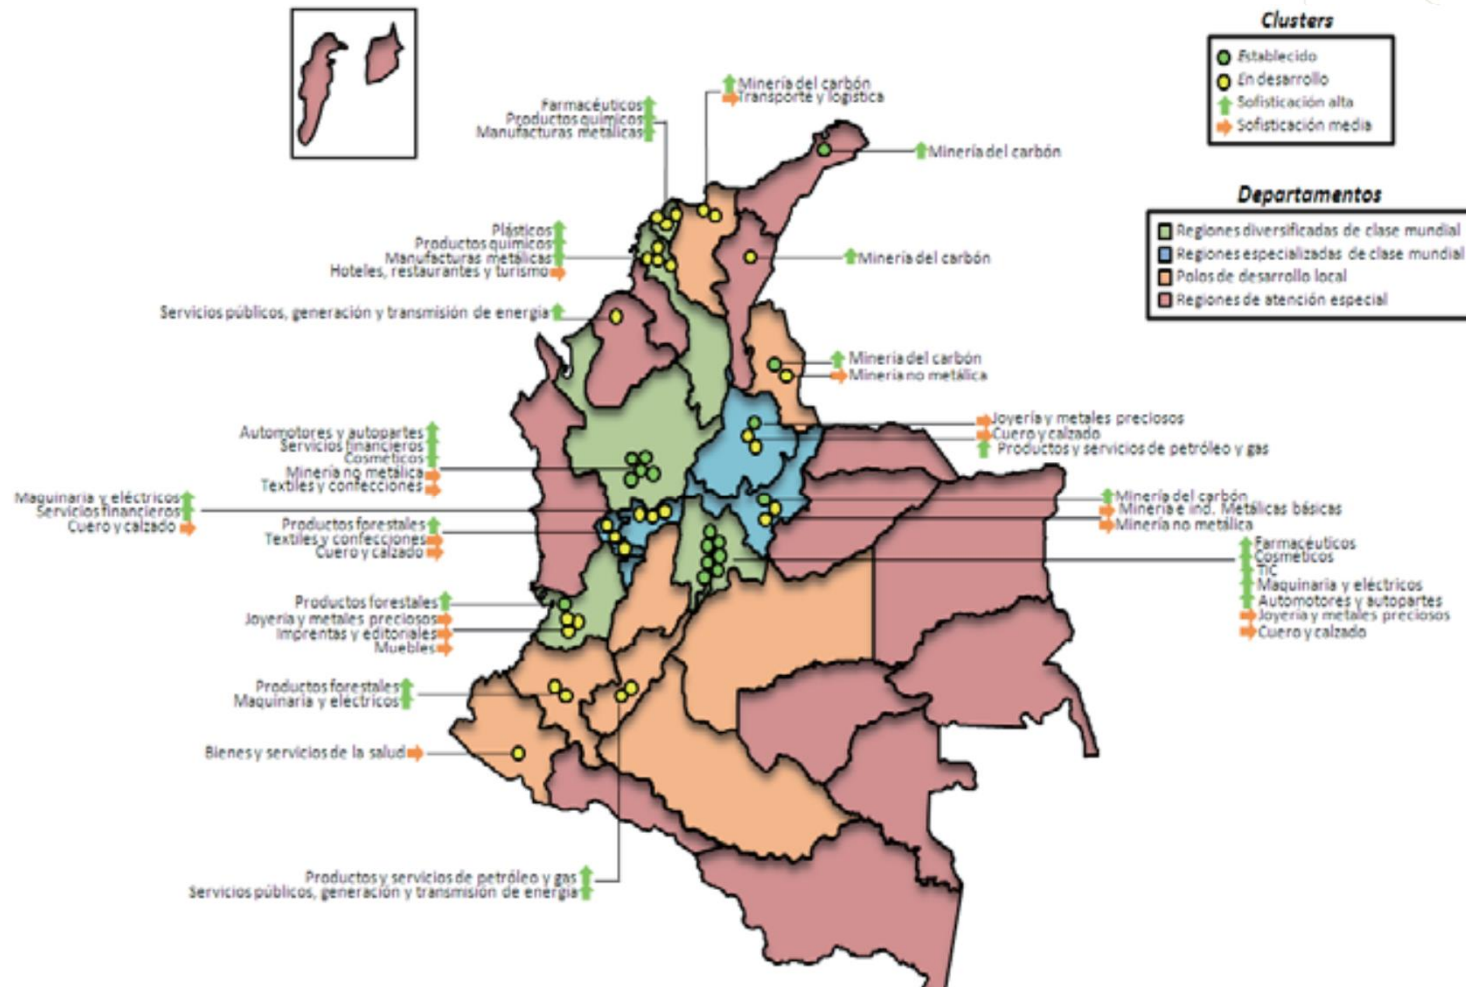 Clusters
Establecido
En desarrollo
Sofisticación alta
Sofisticación media
Departamentos
Regiones diversificadas de clase mundial
Regiones especializadas de clase mundial
Polos de desarrollo local
Regiones de atención especial
Minería del carbón
Transporte y logística
Farmacéuticos
Productos químicos
Manufacturas metálicas
Minería del carbón
Plásticos
Productos químicos
Manufacturas metálicas
Hoteles, restaurantes y turismo
Minería del carbón
Servicios públicos, generación y transmisión de energía
Minería del carbón
Minería no metálica
Joyería y metales preciosos
Cuero y calzado
Productos y servicios de petróleo y gas
Automotores y autopartes
Servicios financieros
Cosméticos
Minería no metálica
Textiles y confecciones
Maquinaria y eléctricos
Servicios financieros
Cuero y calzado
Minería del carbón
Minería e ind. Metálicas básicas
Minería no metálica
Productos forestales
Textiles y confecciones
Cuero y calzado
Farmacéuticos
Cosméticos
TIC
Maquinaria y eléctricos
Automotores y autopartes
Joyería y metales preciosos
Cuero y calzado
Productos forestales
Joyería y metales preciosos
Imprentas y editoriales
Muebles
Productos forestales
Maquinaria y eléctricos
Bienes y servicios de la salud
Productos y servicios de petróleo y gas
Servicios públicos, generación y transmisión de energía